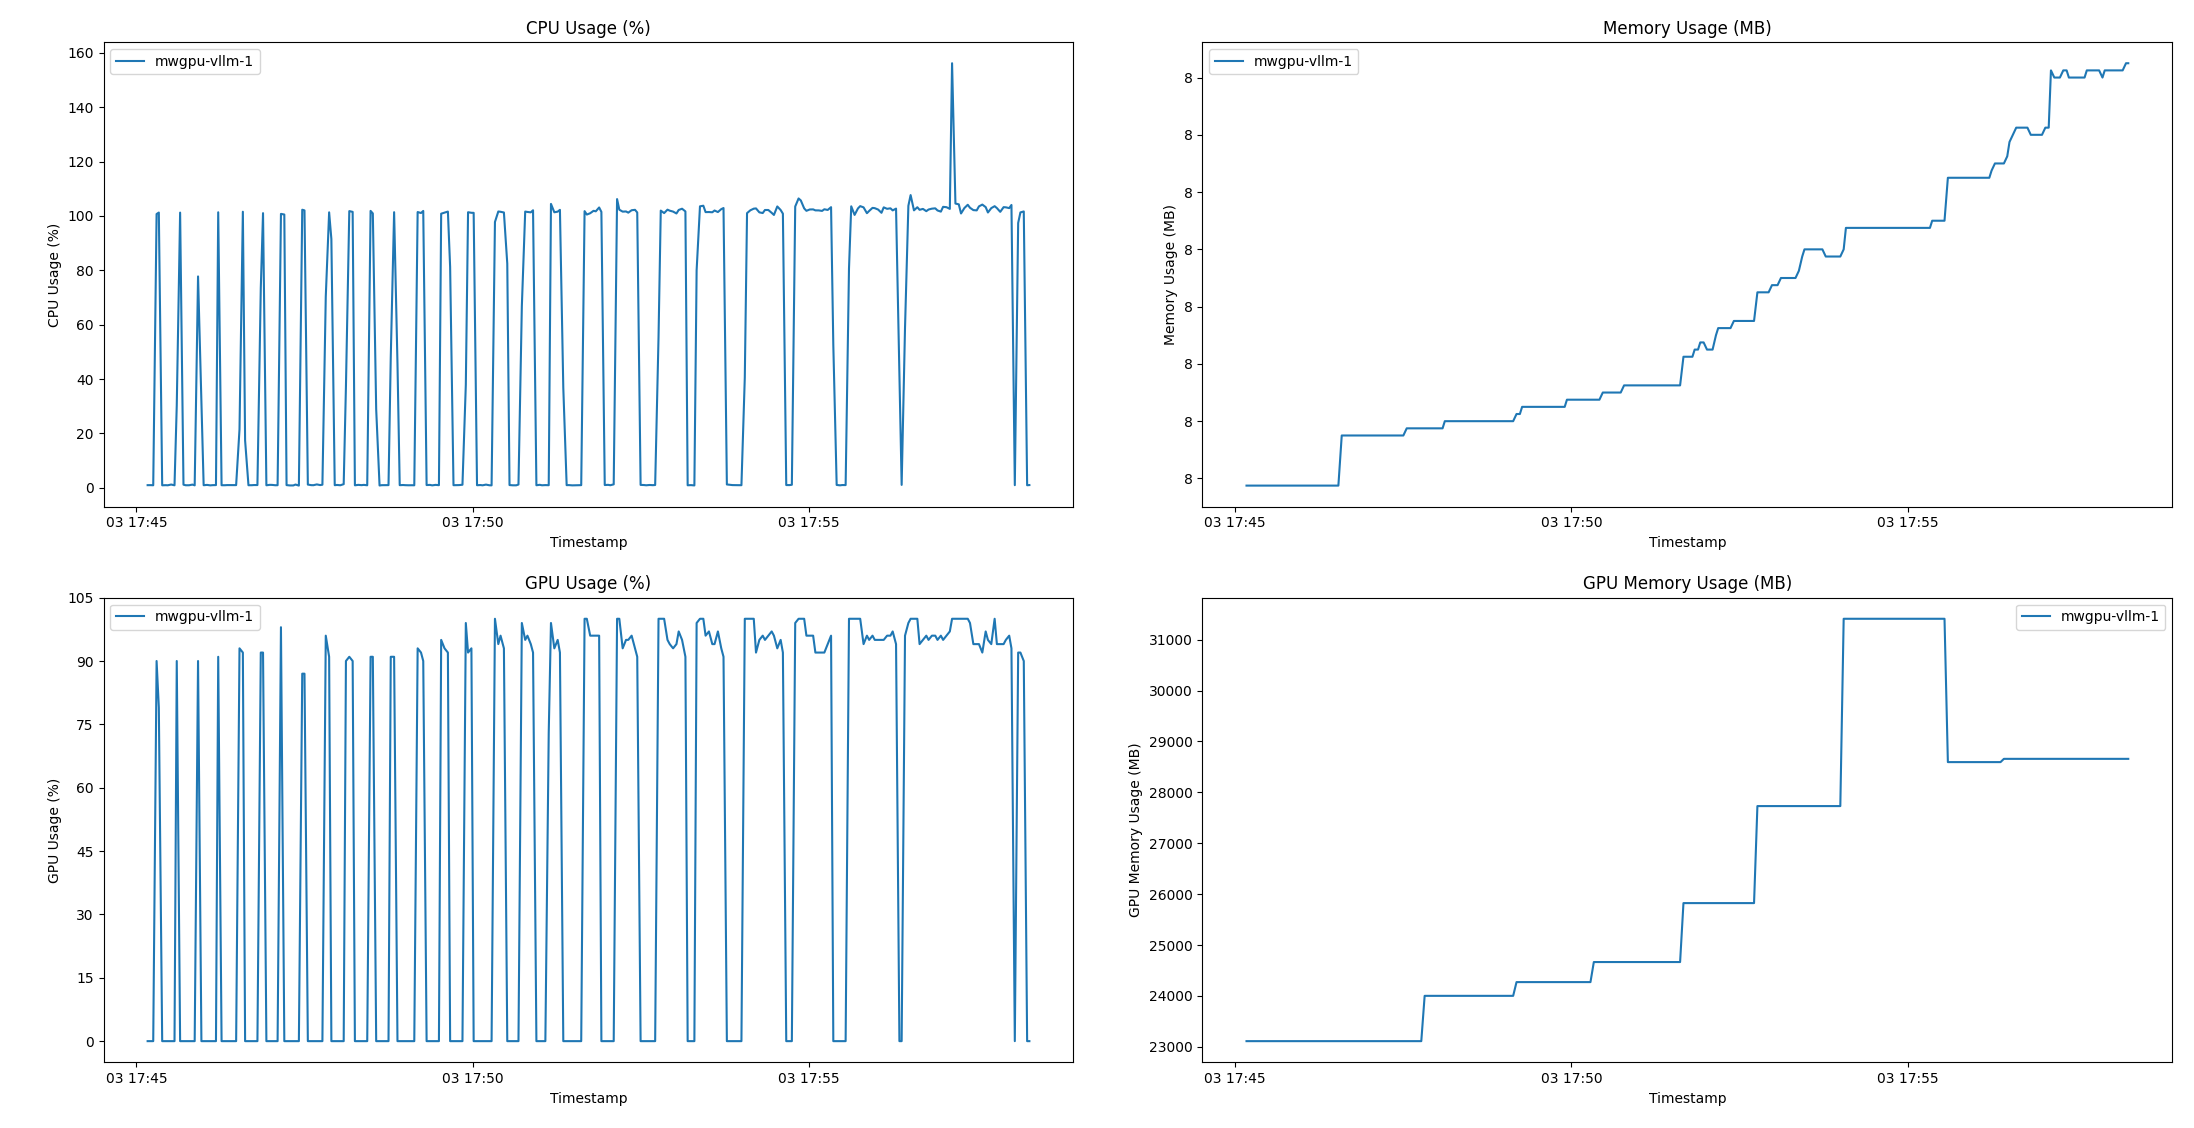 CPU Usage (%)
mwgpu-vllm-1
160
140
120
100
80
60
40
20
0
CPU Usage (%)
03 17:45
03 17:50
03 17:55
Timestamp
Memory Usage (MB)
mwgpu-vllm-1
8
8
8
8
8
8
8
8
Memory Usage (MB)
03 17:45
03 17:50
03 17:55
Timestamp
GPU Usage (%)
mwgpu-vllm-1
105
90
75
60
45
30
15
0
GPU Usage (%)
03 17:45
03 17:50
03 17:55
Timestamp
GPU Memory Usage (MB)
mwgpu-vllm-1
31000
30000
29000
28000
27000
26000
25000
24000
23000
GPU Memory Usage (MB)
03 17:45
03 17:50
03 17:55
Timestamp